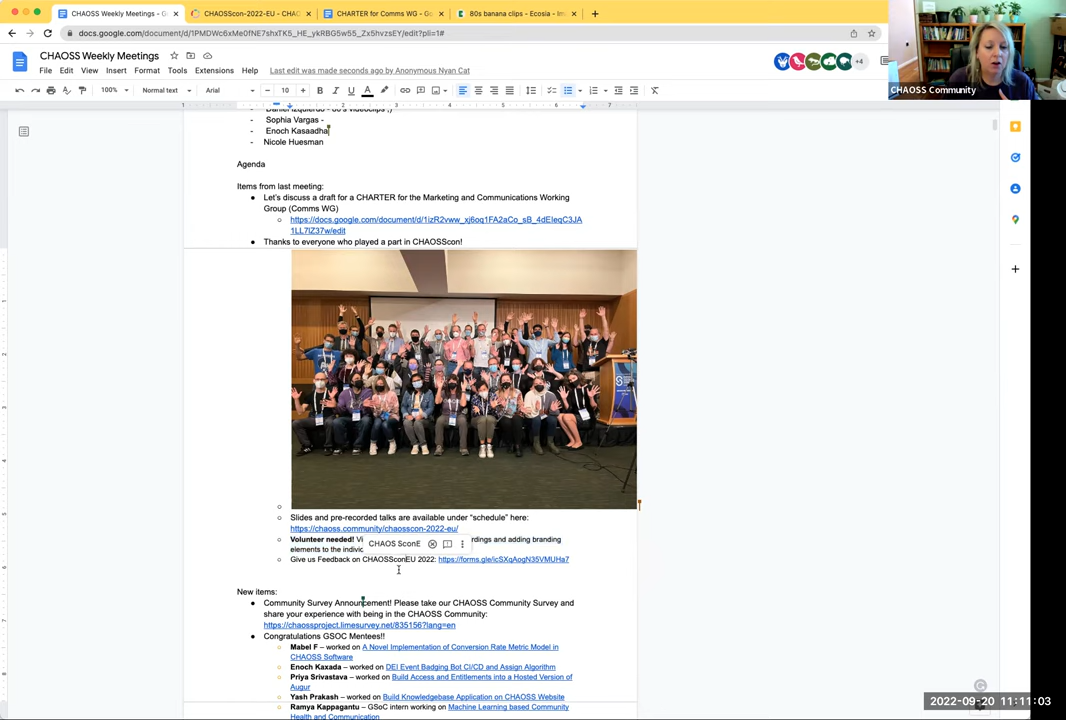 CHAOSS Weekly Meetings - G
CHAOSScon-2022-EU - CHAC
CHARTER for Comms WG - Go
80s banana clips - Ecosia - Im
docs.google.com/document/d/1PMDWc6xMe0fNE7shxTK5_HE_ykRBG5w55_Zx5hvzsEY/edit?pli=1#
CHAOSS Weekly Meetings
File Edit View Insert Format Tools Extensions Help Last edit was made seconds ago by Anonymous Nyan Cat
+4
CHAOSS Community
100% Normal text Arial 10
Sophia Vargas -
Enoch Kasaadha
Nicole Huesman
Agenda
Items from last meeting:
Let's discuss a draft for a CHARTER for the Marketing and Communications Working
Group (Comms WG)
https://docs.google.com/document/d/1izR2vww_xj6oq1FA2aCo_sB_4dEIeqC3JA
1LL7IZ37w/edit
Thanks to everyone who played a part in CHAOSScon!
Slides and pre-recorded talks are available under "schedule" here:
https://chaoss.community/chaosscon-2022-eu/
Volunteer needed! Vi rdings and adding branding
elements to the indivi
CHAOS SconE
Give us Feedback on CHAOSSconEU 2022: https://forms.gle/icSXqAogN35VMUHa7
New items:
Community Survey Announcement! Please take our CHAOSS Community Survey and
share your experience with being in the CHAOSS Community:
https://chaossproject.limesurvey.net/835156?lang=en
Congratulations GSOC Mentees!!
Mabel F – worked on A Novel Implementation of Conversion Rate Metric Model in
CHAOSS Software
Enoch Kaxada – worked on DEI Event Badging Bot CI/CD and Assign Algorithm
Priya Srivastava – worked on Build Access and Entitlements into a Hosted Version of
Augur
Yash Prakash – worked on Build Knowledgebase Application on CHAOSS Website
Ramya Kappagantu – GSoC intern working on Machine Learning based Community
Health and Communication
2022-09-20 11:11:03